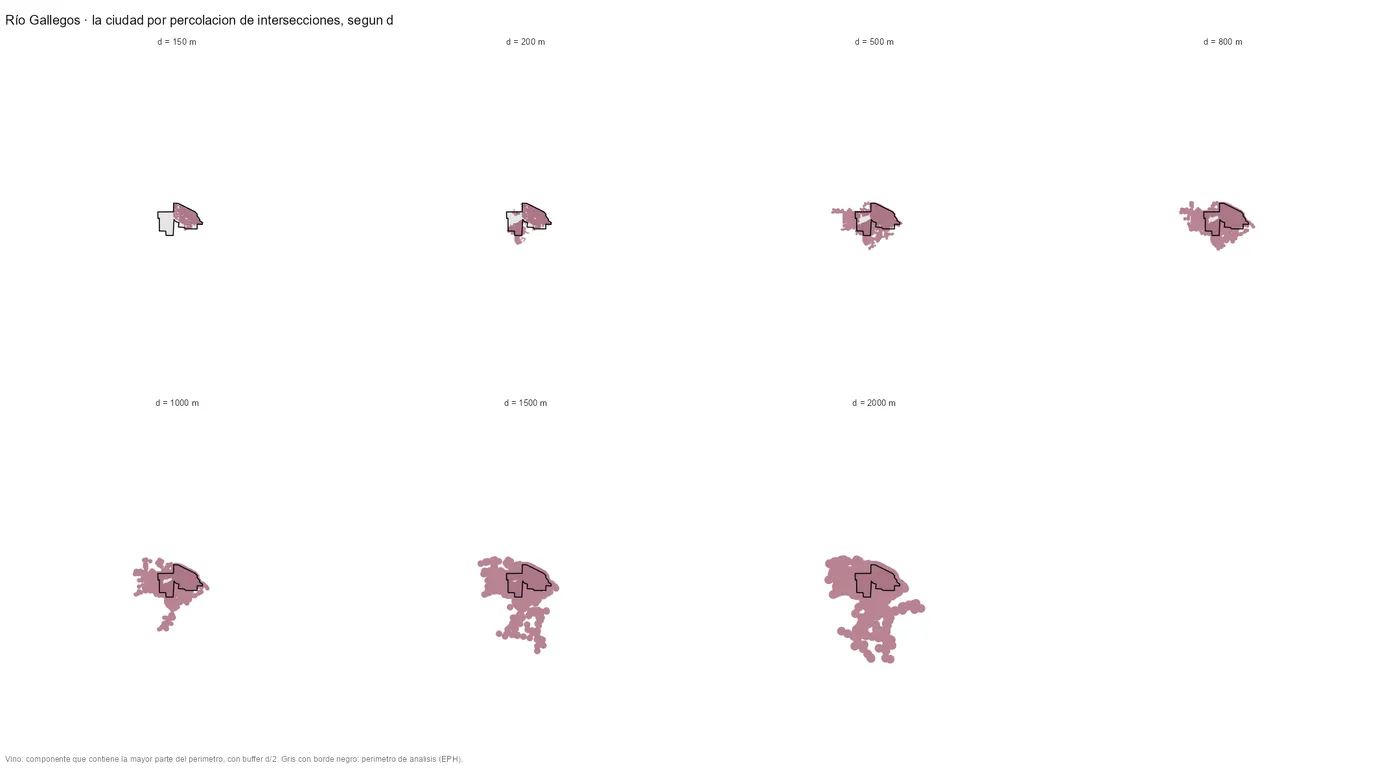 Río Gallegos · la ciudad por percolacion de intersecciones, segun d
d = 150 m
d = 200 m
d = 500 m
d = 800 m
d = 1000 m
d = 1500 m
d = 2000 m
Vino: componente que contiene la mayor parte del perimetro, con buffer d/2. Gris con borde negro: perimetro de analisis (EPH).